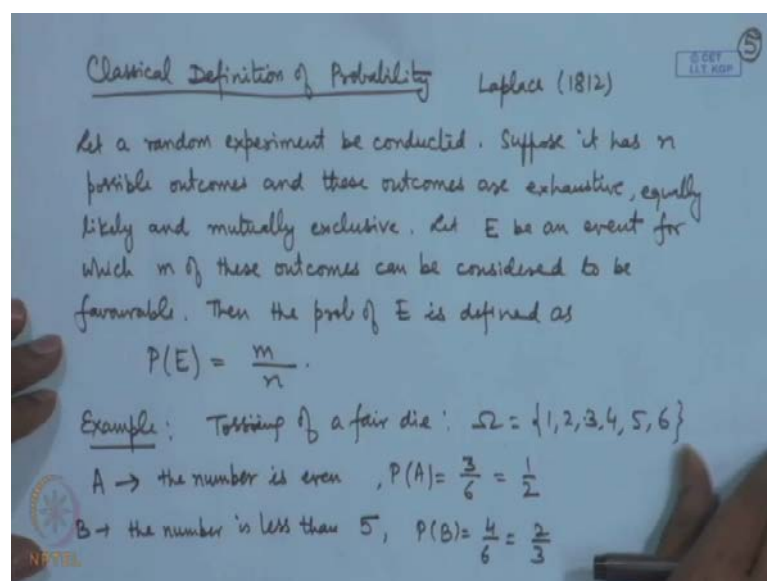 5
© CET
I.I.T. KGP
Classical Definition of Probability Laplace (1812)
Let a random experiment be conducted. Suppose it has n
possible outcomes and these outcomes are exhaustive, equally
likely and mutually exclusive. Let E be an event for
which m of these outcomes can be considered to be
favourable. Then the prob of E is defined as
P(E) = m/n.
Example: Tossing of a fair die: Ω = {1,2,3,4,5,6}
A → the number is even, P(A) = 3/6 = 1/2
B → the number is less than 5, P(B) = 4/6 = 2/3
NPTEL